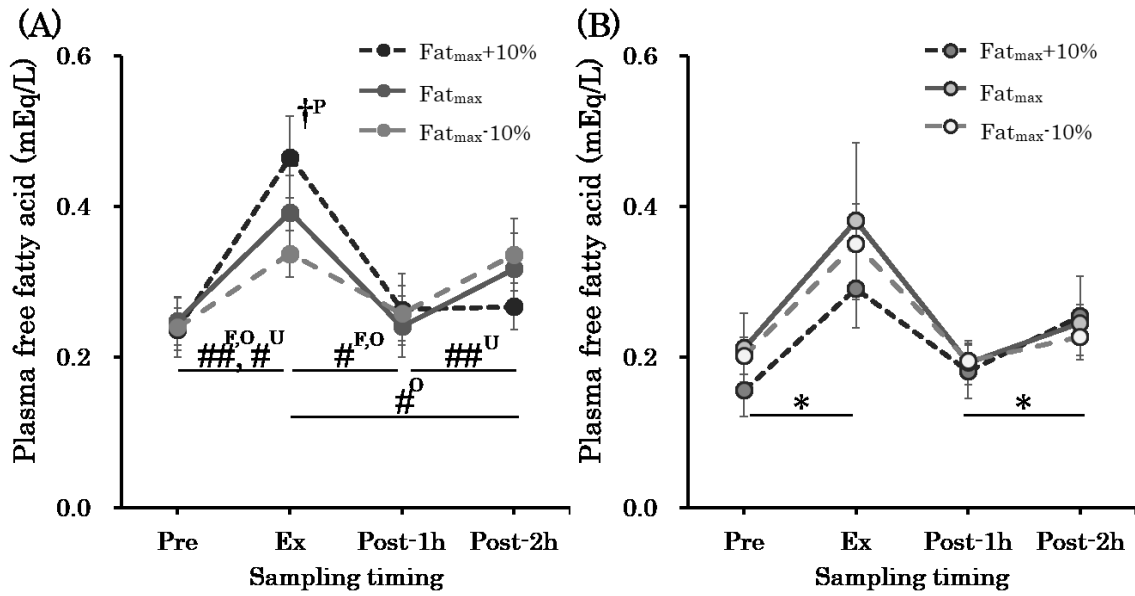 (A)
Plasma free fatty acid (mEq/L)
0.6
0.4
0.2
0.0
Fatmax+10%
Fatmax
Fatmax-10%
†P
##F,O, #U
#F,O
##U
#O
Pre Ex Post-1h Post-2h
Sampling timing
(B)
Plasma free fatty acid (mEq/L)
0.6
0.4
0.2
0.0
Fatmax+10%
Fatmax
Fatmax-10%
*
*
Pre Ex Post-1h Post-2h
Sampling timing